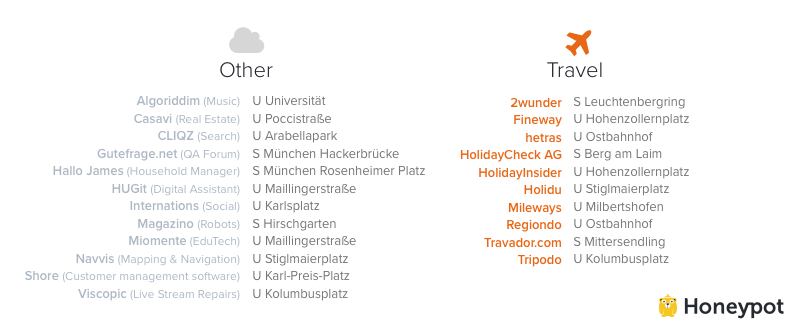 Other
Algoriddim (Music) U Universität
Casavi (Real Estate) U Poccistraße
CLIQZ (Search) U Arabellapark
Gutefrage.net (QA Forum) S München Hackerbrücke
Hallo James (Household Manager) S München Rosenheimer Platz
HUGit (Digital Assistant) U Maillingerstraße
Internations (Social) U Karlsplatz
Magazino (Robots) S Hirschgarten
Miomente (EduTech) U Maillingerstraße
Navvis (Mapping & Navigation) U Stiglmaierplatz
Shore (Customer management software) U Karl-Preis-Platz
Viscopic (Live Stream Repairs) U Kolumbusplatz
Travel
2wunder S Leuchtenbergring
Fineway U Hohenzollernplatz
hetras U Ostbahnhof
HolidayCheck AG S Berg am Laim
HolidayInsider U Hohenzollernplatz
Holidu U Stiglmaierplatz
Mileways U Milbertshofen
Regiondo U Ostbahnhof
Travador.com S Mittersendling
Tripodo U Kolumbusplatz
Honeypot